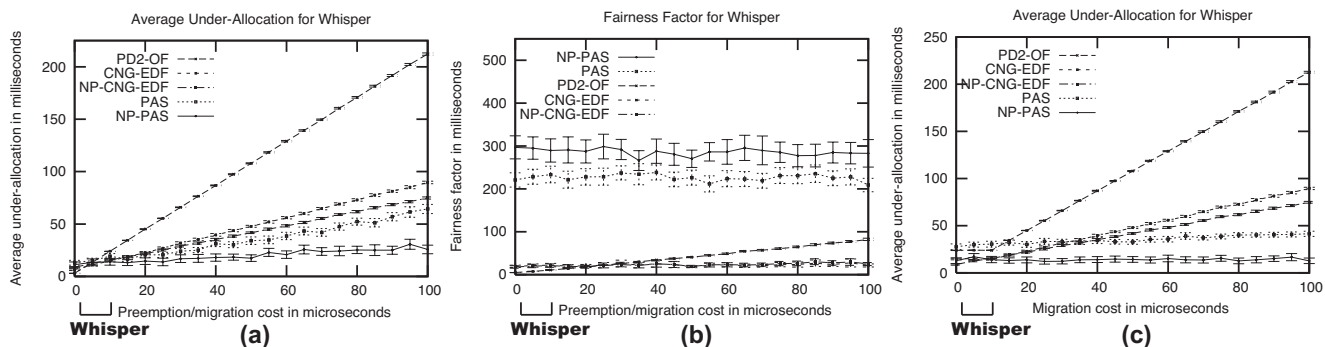 Average Under-Allocation for Whisper
Average under-allocation in milliseconds
200
150
100
50
0
PD2-OF
CNG-EDF
NP-CNG-EDF
PAS
NP-PAS
0 20 40 60 80 100
Preemption/migration cost in microseconds
Whisper
(a)
Fairness Factor for Whisper
Fairness factor in milliseconds
500
400
300
200
100
0
NP-PAS
PAS
PD2-OF
CNG-EDF
NP-CNG-EDF
0 20 40 60 80 100
Preemption/migration cost in microseconds
Whisper
(b)
Average Under-Allocation for Whisper
Average under-allocation in milliseconds
250
200
150
100
50
0
PD2-OF
CNG-EDF
NP-CNG-EDF
PAS
NP-PAS
0 20 40 60 80 100
Migration cost in microseconds
Whisper
(c)